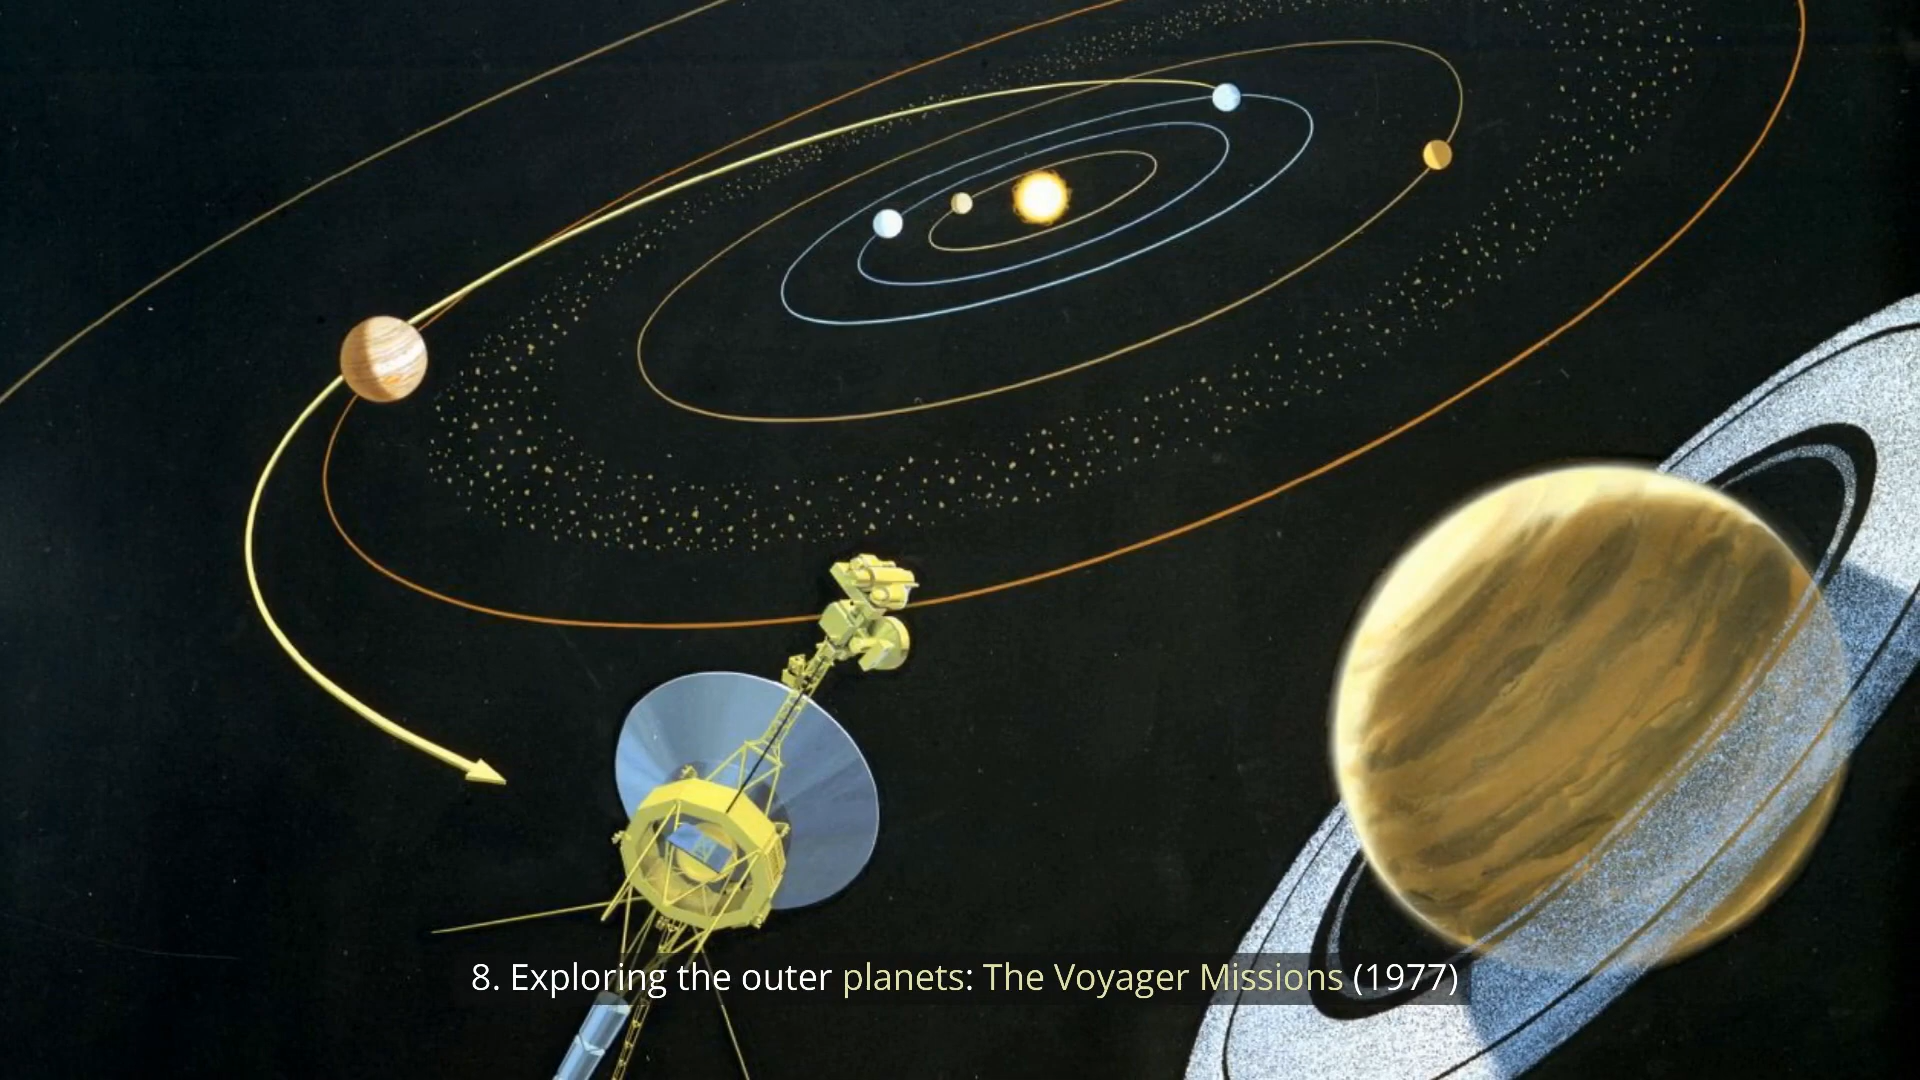 8. Exploring the outer planets: The Voyager Missions (1977)